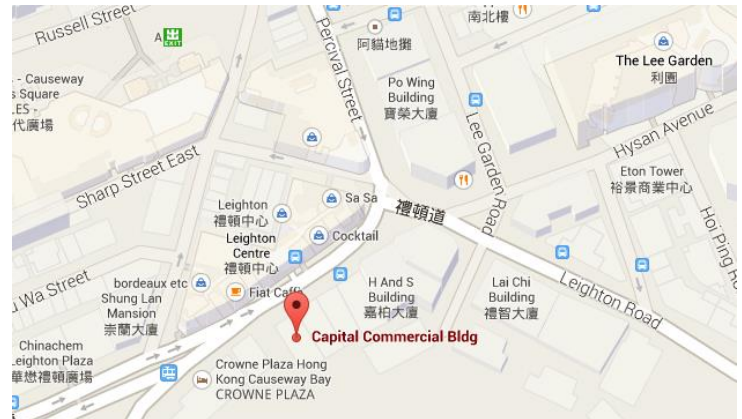 Russell Street
A
EXIT
- Causeway
s Square
LES -
代廣場
Percival Street
阿貓地攤
南北樓
The Lee Garden
利園
Po Wing
Building
寶榮大廈
Lee Garden Road
Hysan Avenue
Eton Tower
裕景商業中心
Hoi Ping R
Sharp Street East
Leighton
禮頓中心
Sa Sa
Leighton
Centre
禮頓中心
Cocktail
禮頓道
Leighton Road
u Wa Street
bordeaux etc
Shung Lan
Mansion
崇蘭大廈
Fiat Caff
H And S
Building
嘉柏大廈
Lai Chi
Building
禮智大廈
Capital Commercial Bldg
Chinachem
Leighton Plaza
華懋禮頓廣場
Crowne Plaza Hong
Kong Causeway Bay
CROWNE PLAZA